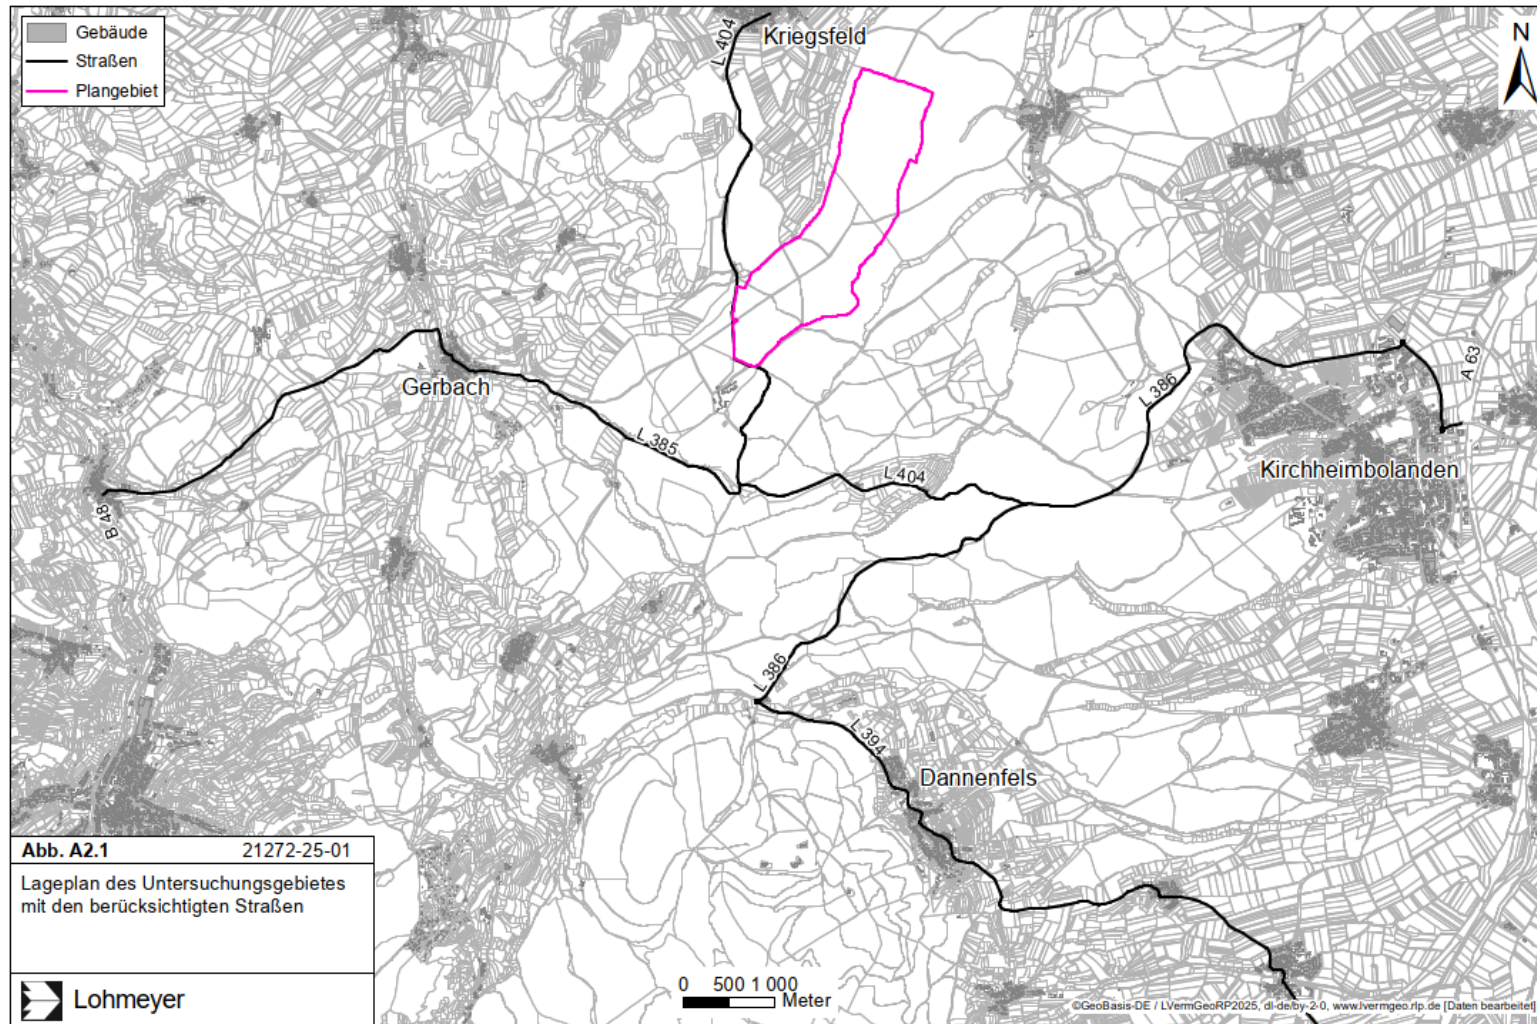 Gebäude
Straßen
Plangebiet
L 404
Kriegsfeld
N
A 63
L 386
Gerbach
L 385
Kirchheimbolanden
L 404
B 48
L 386
L 394
Dannenfels
Abb. A2.1 21272-25-01
Lageplan des Untersuchungsgebietes
mit den berücksichtigten Straßen
Lohmeyer
0 500 1 000
Meter
©GeoBasis-DE / LVermGeoRP2025, dl-de/by-2-0, www.lvermgeo.rlp.de [Daten bearbeitet]